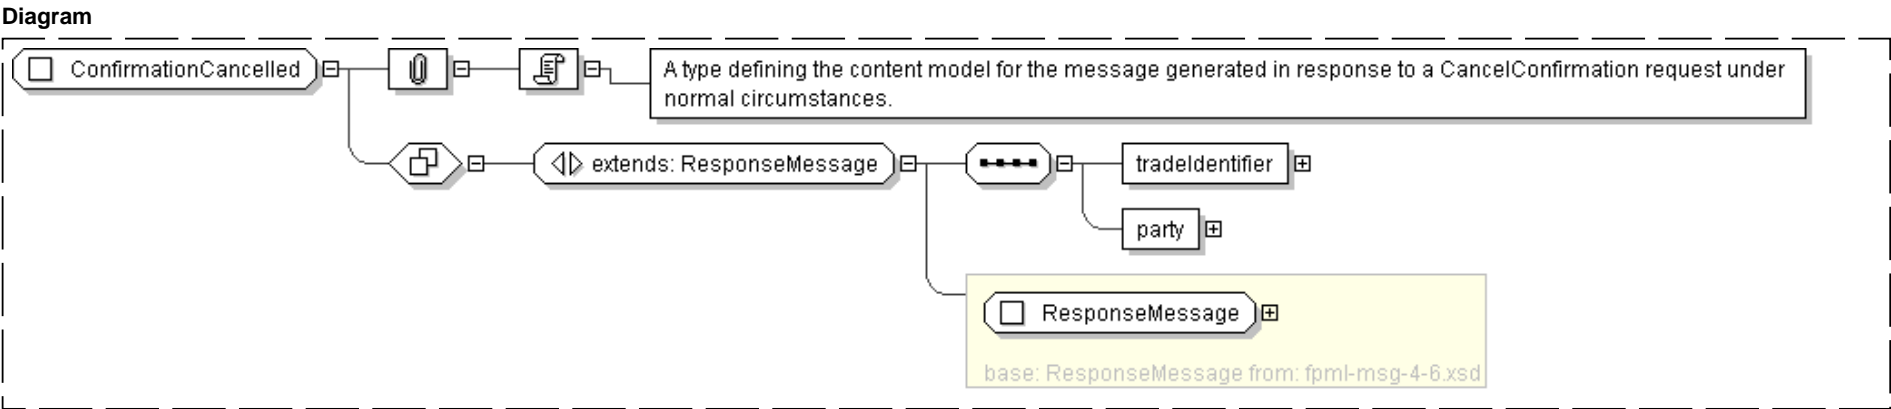 Diagram
ConfirmationCancelled
A type defining the content model for the message generated in response to a CancelConfirmation request under
normal circumstances.
extends: ResponseMessage
tradeIdentifier
party
ResponseMessage
base: ResponseMessage from: fpml-msg-4-6.xsd